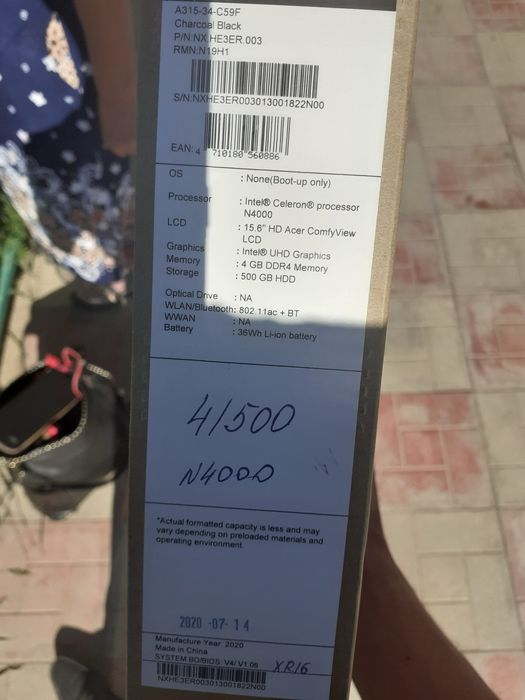 A315-34-C59F
Charcoal Black
P/N:NX.HE3ER.003
RMN:N19H1
S/N:NXHE3ER003013001822N00
EAN: 4 710180 560886
OS : None(Boot-up only)
Processor : Intel® Celeron® processor
N4000
LCD : 15.6" HD Acer ComfyView
LCD
Graphics : Intel® UHD Graphics
Memory : 4 GB DDR4 Memory
Storage : 500 GB HDD
Optical Drive : NA
WLAN/Bluetooth: 802.11ac + BT
WWAN : NA
Battery : 36Wh Li-ion battery
4/500
N4000
*Actual formatted capacity is less and may
vary depending on preloaded materials and
operating environment.
2020 -07- 14
Manufacture Year 2020
Made in China
SYSTEM BD/BIOS V4/ V1.05 XR16
NXHE3ER003013001822N00